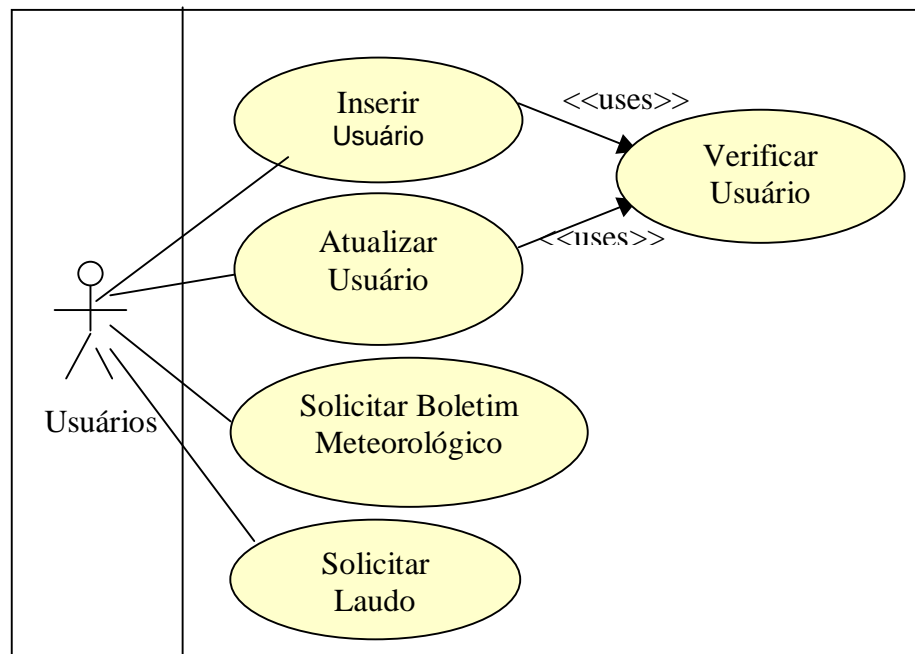 Inserir
Usuário
<<uses>>
Verificar
Usuário
Atualizar
Usuário
<<uses>>
Solicitar Boletim
Meteorológico
Usuários
Solicitar
Laudo